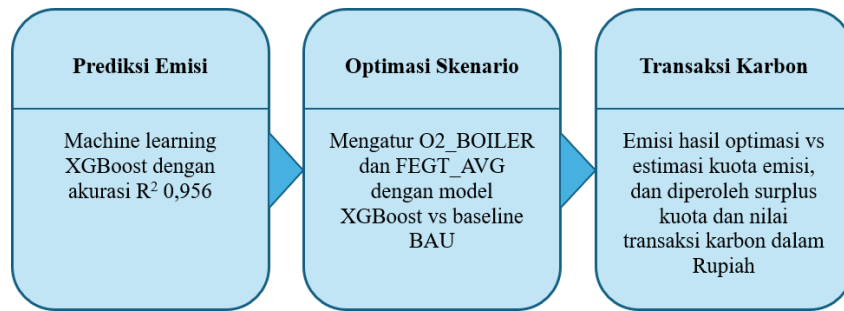 Prediksi Emisi
Machine learning
XGBoost dengan
akurasi R² 0,956
Optimasi Skenario
Mengatur O2_BOILER
dan FEGT_AVG
dengan model
XGBoost vs baseline
BAU
Transaksi Karbon
Emisi hasil optimasi vs
estimasi kuota emisi,
dan diperoleh surplus
kuota dan nilai
transaksi karbon dalam
Rupiah